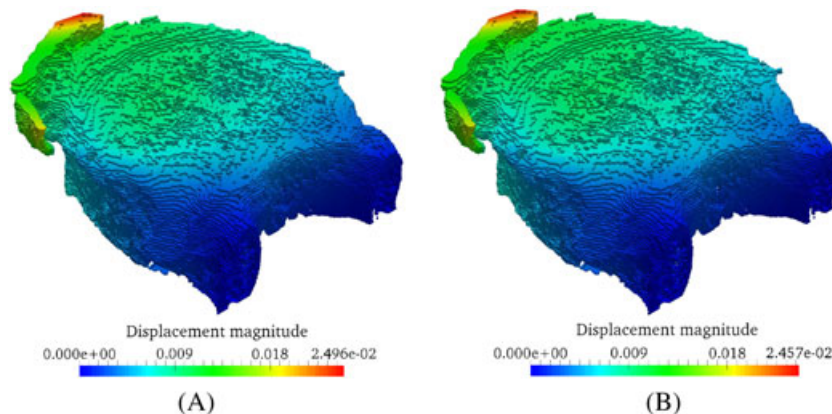 Displacement magnitude
0.000e+00 0.009 0.018 2.496e-02
(A)
Displacement magnitude
0.000e+00 0.009 0.018 2.457e-02
(B)